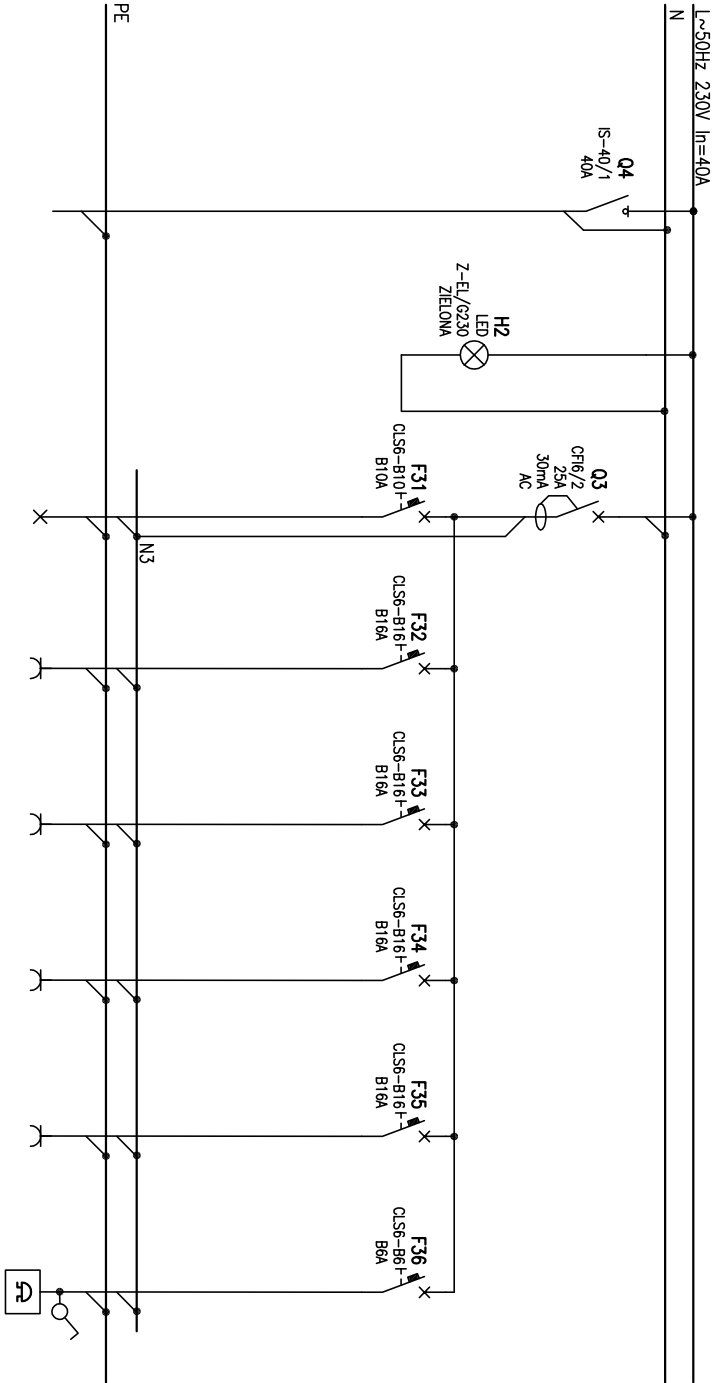 L~50Hz 230V In=40A
N
PE
Q4
IS-40/1
40A
H2
LED
Z-EL/G230
ZIELONA
Q3
CFI6/2
25A
30mA
AC
N3
F31
CLS6-B10
B10A
F32
CLS6-B16
B16A
F33
CLS6-B16
B16A
F34
CLS6-B16
B16A
F35
CLS6-B16
B16A
F36
CLS6-B6
B6A